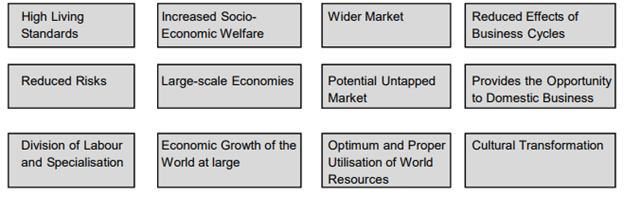 High Living
Standards
Increased Socio-
Economic Welfare
Wider Market
Reduced Effects of
Business Cycles
Reduced Risks
Large-scale Economies
Potential Untapped
Market
Provides the Opportunity
to Domestic Business
Division of Labour
and Specialisation
Economic Growth of the
World at large
Optimum and Proper
Utilisation of World
Resources
Cultural Transformation